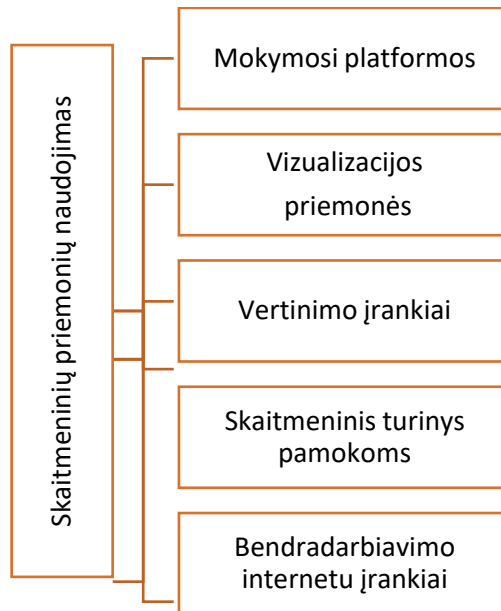 Skaitmeninių priemonių naudojimas
Mokymosi platformos
Vizualizacijos
priemonės
Vertinimo įrankiai
Skaitmeninis turinys
pamokoms
Bendradarbiavimo
internetu įrankiai